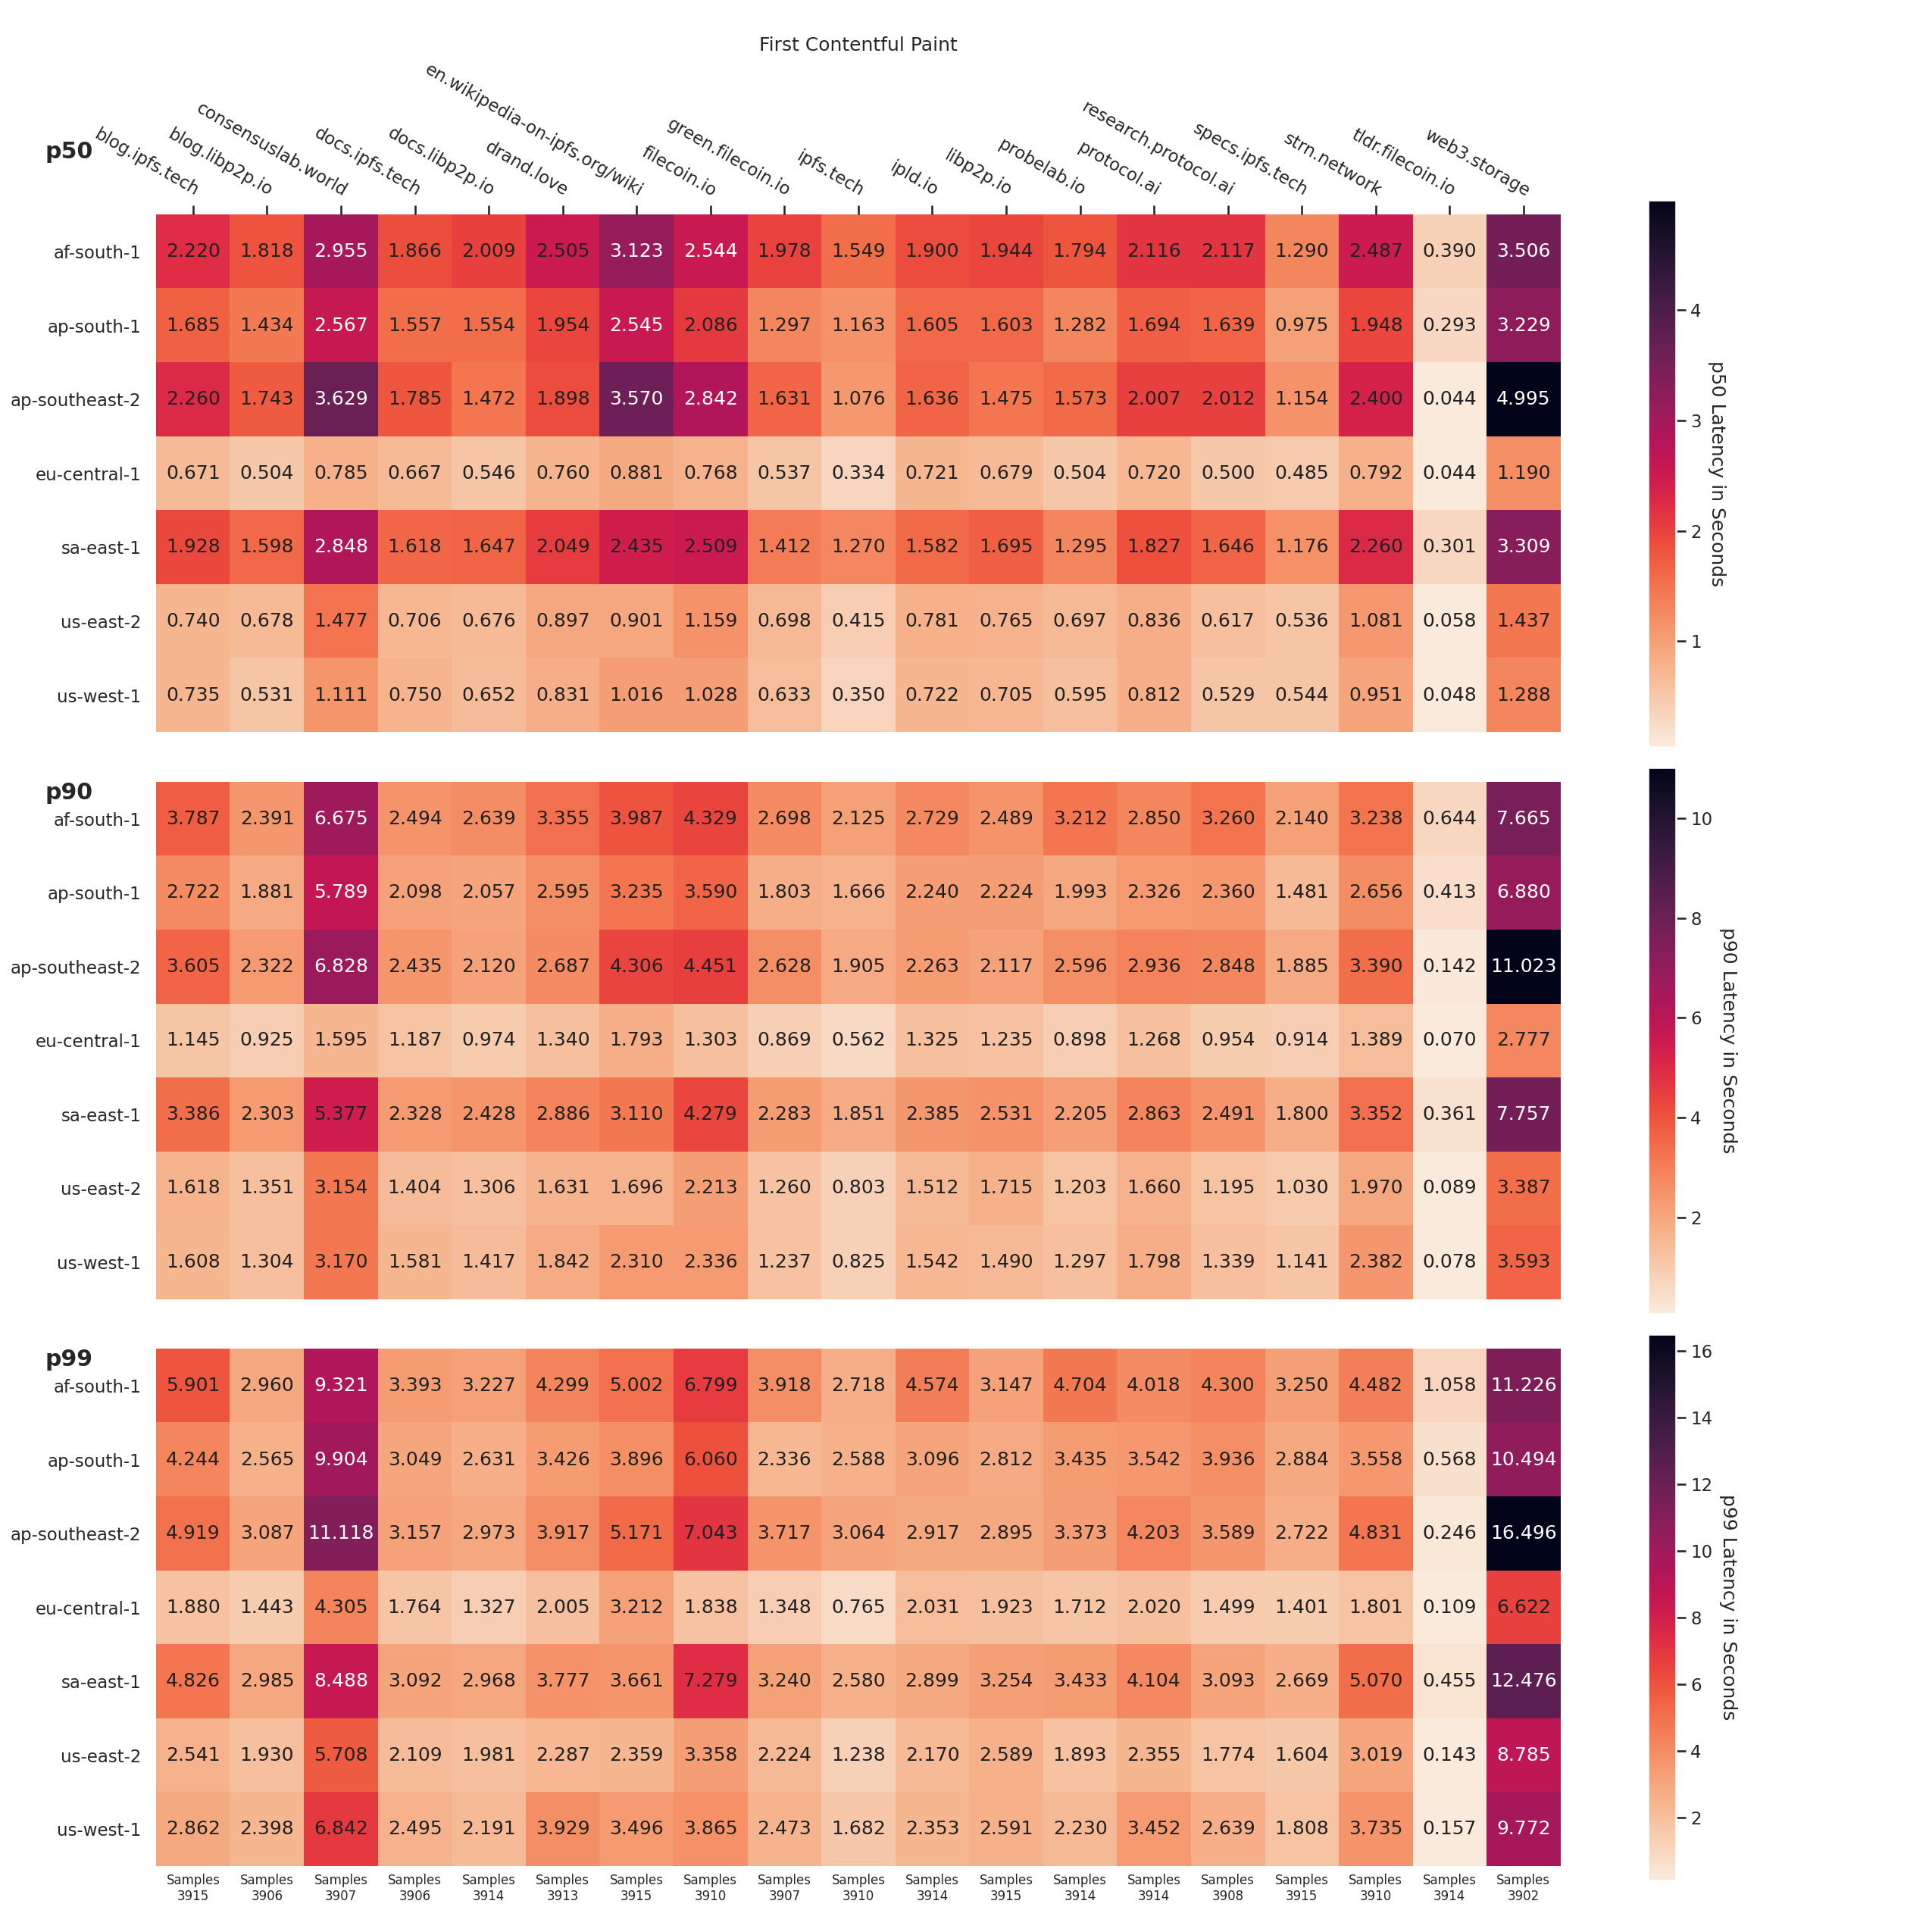 First Contentful Paint
p50
blog.ipfs.tech
blog.libp2p.io
consensuslab.world
docs.ipfs.tech
docs.libp2p.io
drand.love
en.wikipedia-on-ipfs.org/wiki
filecoin.io
green.filecoin.io
ipfs.tech
ipld.io
libp2p.io
probelab.io
protocol.ai
research.protocol.ai
specs.ipfs.tech
strn.network
tldr.filecoin.io
web3.storage
af-south-1 2.220 1.818 2.955 1.866 2.009 2.505 3.123 2.544 1.978 1.549 1.900 1.944 1.794 2.116 2.117 1.290 2.487 0.390 3.506
ap-south-1 1.685 1.434 2.567 1.557 1.554 1.954 2.545 2.086 1.297 1.163 1.605 1.603 1.282 1.694 1.639 0.975 1.948 0.293 3.229
ap-southeast-2 2.260 1.743 3.629 1.785 1.472 1.898 3.570 2.842 1.631 1.076 1.636 1.475 1.573 2.007 2.012 1.154 2.400 0.044 4.995
eu-central-1 0.671 0.504 0.785 0.667 0.546 0.760 0.881 0.768 0.537 0.334 0.721 0.679 0.504 0.720 0.500 0.485 0.792 0.044 1.190
sa-east-1 1.928 1.598 2.848 1.618 1.647 2.049 2.435 2.509 1.412 1.270 1.582 1.695 1.295 1.827 1.646 1.176 2.260 0.301 3.309
us-east-2 0.740 0.678 1.477 0.706 0.676 0.897 0.901 1.159 0.698 0.415 0.781 0.765 0.697 0.836 0.617 0.536 1.081 0.058 1.437
us-west-1 0.735 0.531 1.111 0.750 0.652 0.831 1.016 1.028 0.633 0.350 0.722 0.705 0.595 0.812 0.529 0.544 0.951 0.048 1.288
4
3
2
1
p50 Latency in Seconds
p90
af-south-1 3.787 2.391 6.675 2.494 2.639 3.355 3.987 4.329 2.698 2.125 2.729 2.489 3.212 2.850 3.260 2.140 3.238 0.644 7.665
ap-south-1 2.722 1.881 5.789 2.098 2.057 2.595 3.235 3.590 1.803 1.666 2.240 2.224 1.993 2.326 2.360 1.481 2.656 0.413 6.880
ap-southeast-2 3.605 2.322 6.828 2.435 2.120 2.687 4.306 4.451 2.628 1.905 2.263 2.117 2.596 2.936 2.848 1.885 3.390 0.142 11.023
eu-central-1 1.145 0.925 1.595 1.187 0.974 1.340 1.793 1.303 0.869 0.562 1.325 1.235 0.898 1.268 0.954 0.914 1.389 0.070 2.777
sa-east-1 3.386 2.303 5.377 2.328 2.428 2.886 3.110 4.279 2.283 1.851 2.385 2.531 2.205 2.863 2.491 1.800 3.352 0.361 7.757
us-east-2 1.618 1.351 3.154 1.404 1.306 1.631 1.696 2.213 1.260 0.803 1.512 1.715 1.203 1.660 1.195 1.030 1.970 0.089 3.387
us-west-1 1.608 1.304 3.170 1.581 1.417 1.842 2.310 2.336 1.237 0.825 1.542 1.490 1.297 1.798 1.339 1.141 2.382 0.078 3.593
10
8
6
4
2
p90 Latency in Seconds
p99
af-south-1 5.901 2.960 9.321 3.393 3.227 4.299 5.002 6.799 3.918 2.718 4.574 3.147 4.704 4.018 4.300 3.250 4.482 1.058 11.226
ap-south-1 4.244 2.565 9.904 3.049 2.631 3.426 3.896 6.060 2.336 2.588 3.096 2.812 3.435 3.542 3.936 2.884 3.558 0.568 10.494
ap-southeast-2 4.919 3.087 11.118 3.157 2.973 3.917 5.171 7.043 3.717 3.064 2.917 2.895 3.373 4.203 3.589 2.722 4.831 0.246 16.496
eu-central-1 1.880 1.443 4.305 1.764 1.327 2.005 3.212 1.838 1.348 0.765 2.031 1.923 1.712 2.020 1.499 1.401 1.801 0.109 6.622
sa-east-1 4.826 2.985 8.488 3.092 2.968 3.777 3.661 7.279 3.240 2.580 2.899 3.254 3.433 4.104 3.093 2.669 5.070 0.455 12.476
us-east-2 2.541 1.930 5.708 2.109 1.981 2.287 2.359 3.358 2.224 1.238 2.170 2.589 1.893 2.355 1.774 1.604 3.019 0.143 8.785
us-west-1 2.862 2.398 6.842 2.495 2.191 3.929 3.496 3.865 2.473 1.682 2.353 2.591 2.230 3.452 2.639 1.808 3.735 0.157 9.772
16
14
12
10
8
6
4
2
p99 Latency in Seconds
Samples Samples Samples Samples Samples Samples Samples Samples Samples Samples Samples Samples Samples Samples Samples Samples Samples Samples Samples
3915 3906 3907 3906 3914 3913 3915 3910 3907 3910 3914 3915 3914 3914 3908 3915 3910 3914 3902